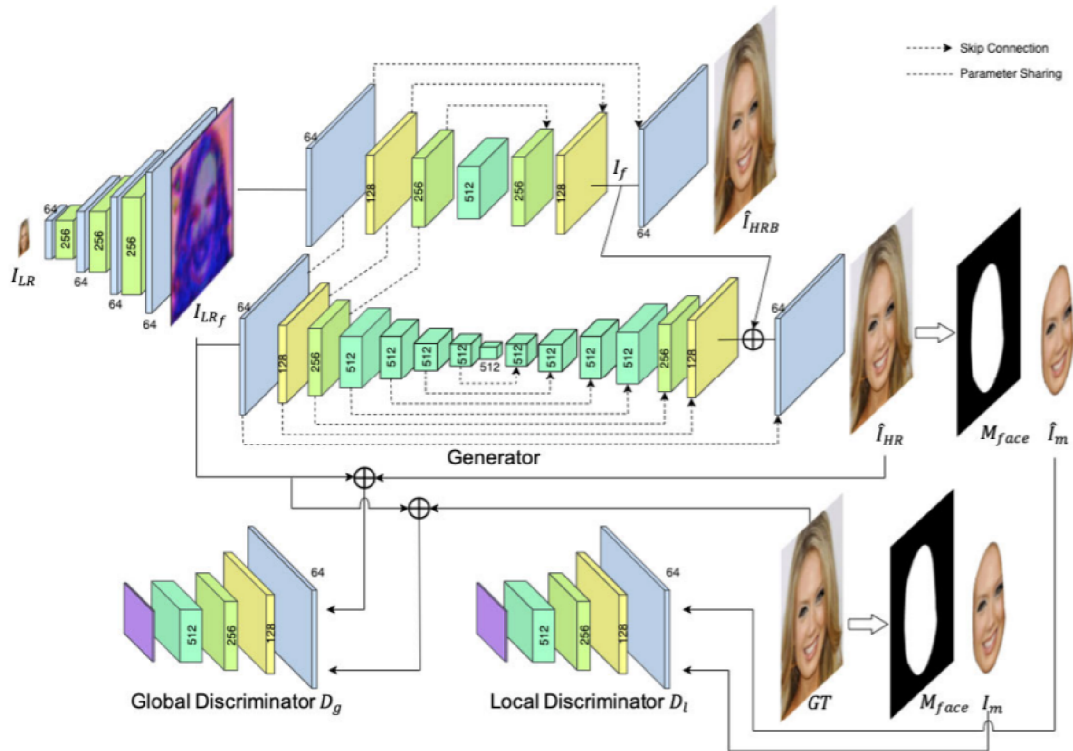 Skip Connection
Parameter Sharing
64
256
64
256
64
256
64
I_LR
I_LRf
64
128
256
512
256
128
I_f
64
Î_HRB
64
128
256
512
512
512
512
512
512
512
512
512
256
128
64
Generator
Î_HR
M_face
Î_m
512
256
128
64
Global Discriminator D_g
512
256
128
64
Local Discriminator D_l
GT
M_face
I_m